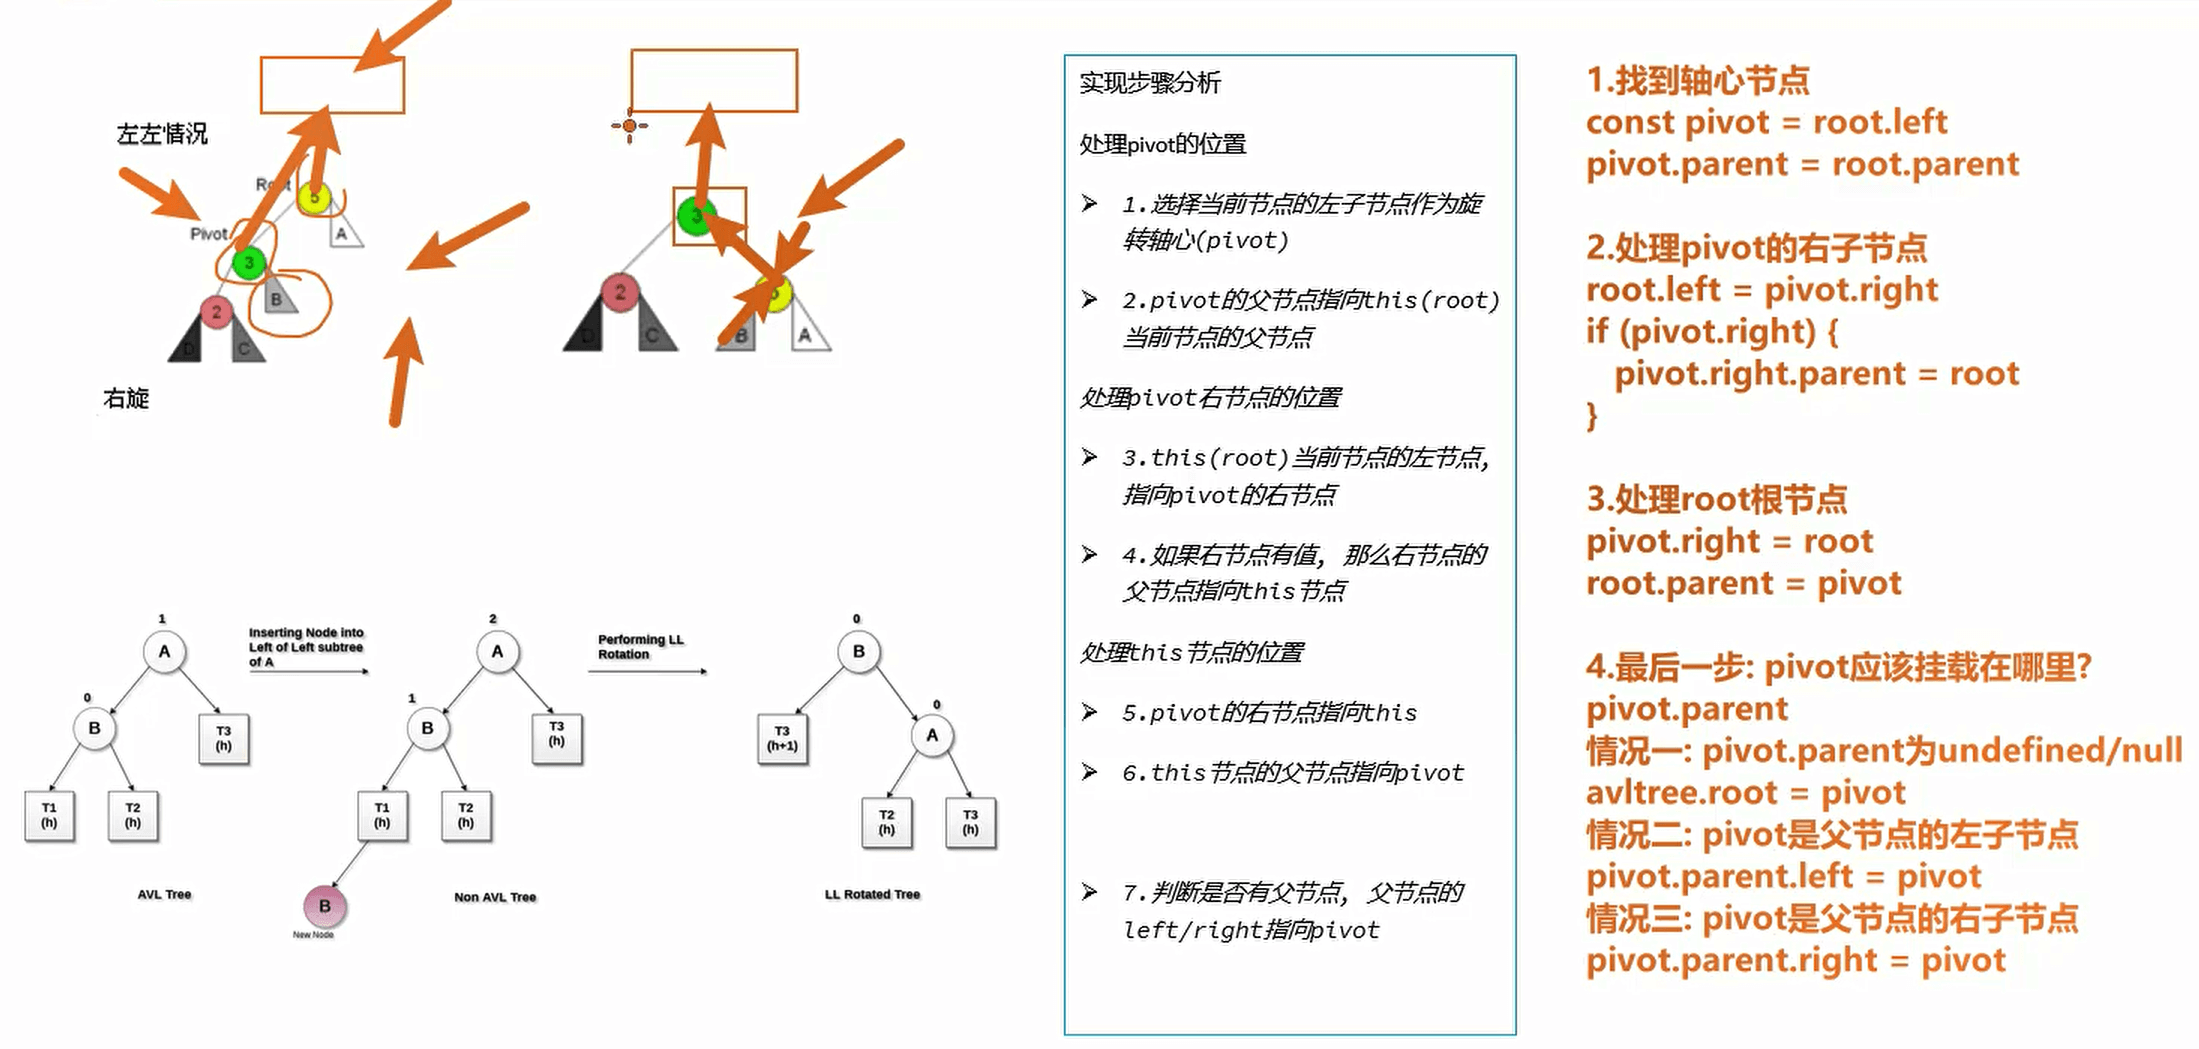 左左情况
Root
5
A
Pivot
3
B
2
D
C
右旋
3
2
D
C
B
A
1
A
0
B
T3
(h)
T1
(h)
T2
(h)
AVL Tree
Inserting Node into
Left of Left subtree
of A
2
A
1
B
T3
(h)
T1
(h)
T2
(h)
B
New Node
Non AVL Tree
Performing LL
Rotation
0
B
T3
(h+1)
0
A
T2
(h)
T3
(h)
LL Rotated Tree
实现步骤分析
处理pivot的位置
1.选择当前节点的左子节点作为旋
转轴心(pivot)
2.pivot的父节点指向this(root)
当前节点的父节点
处理pivot右节点的位置
3.this(root)当前节点的左节点,
指向pivot的右节点
4.如果右节点有值, 那么右节点的
父节点指向this节点
处理this节点的位置
5.pivot的右节点指向this
6.this节点的父节点指向pivot
7.判断是否有父节点, 父节点的
left/right指向pivot
1.找到轴心节点
const pivot = root.left
pivot.parent = root.parent
2.处理pivot的右子节点
root.left = pivot.right
if (pivot.right) {
pivot.right.parent = root
}
3.处理root根节点
pivot.right = root
root.parent = pivot
4.最后一步: pivot应该挂载在哪里?
pivot.parent
情况一: pivot.parent为undefined/null
avltree.root = pivot
情况二: pivot是父节点的左子节点
pivot.parent.left = pivot
情况三: pivot是父节点的右子节点
pivot.parent.right = pivot